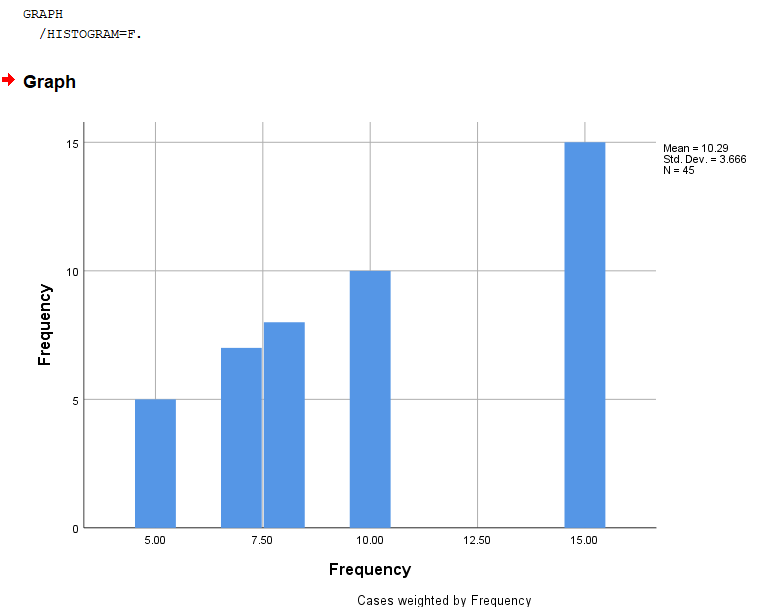 GRAPH
/HISTOGRAM=F.
Graph
15
10
5
0
Frequency
5.00 7.50 10.00 12.50 15.00
Frequency
Cases weighted by Frequency
Mean = 10.29
Std. Dev. = 3.666
N = 45